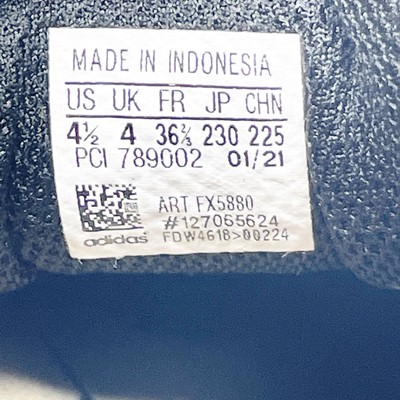 MADE IN INDONESIA
US UK FR JP CHN
4½ 4 36⅔ 230 225
PCI 789002 01/21
ART FX5880
#127065624
adidas FDW4618>00224